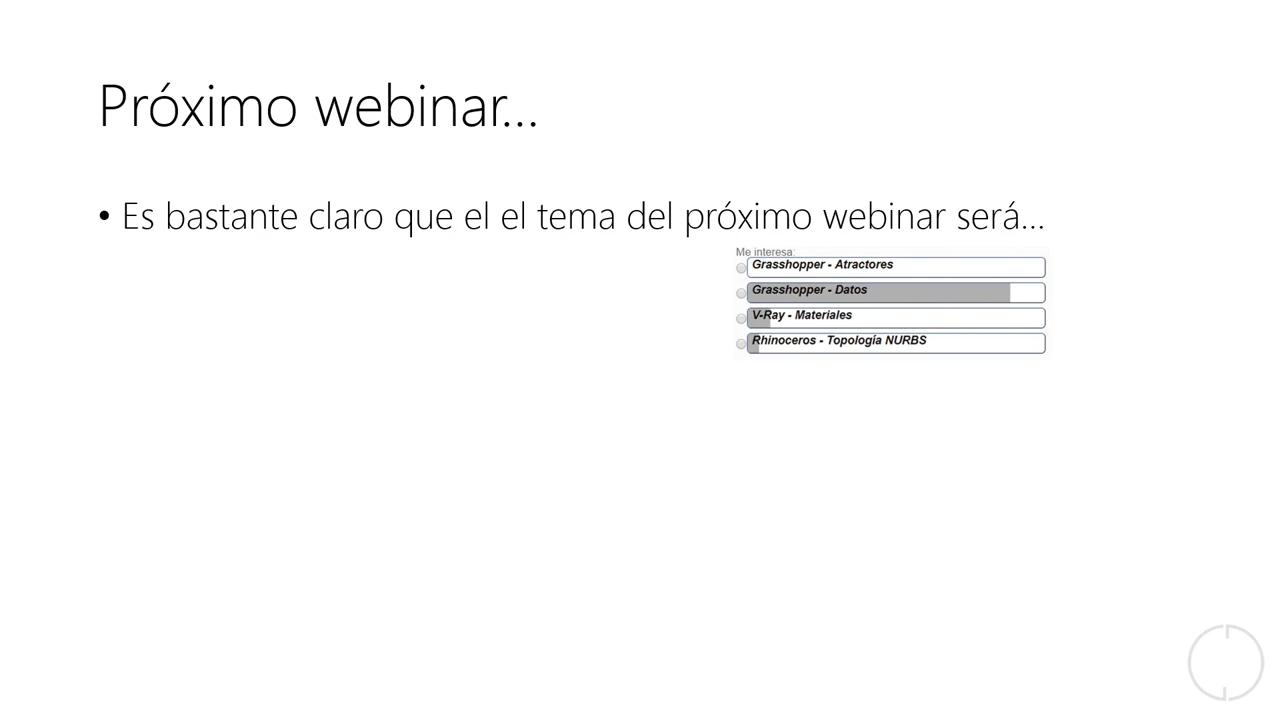 Próximo webinar...
• Es bastante claro que el el tema del próximo webinar será...
Me interesa:
Grasshopper - Atractores
Grasshopper - Datos
V-Ray - Materiales
Rhinoceros - Topología NURBS